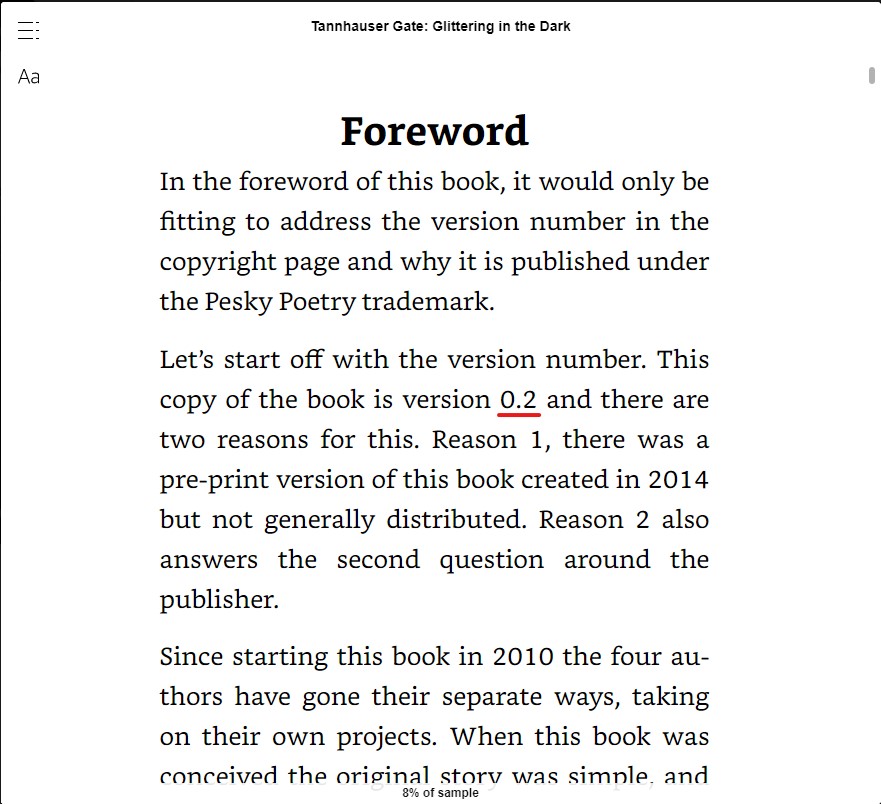 Tannhauser Gate: Glittering in the Dark
Aa
Foreword
In the foreword of this book, it would only be
fitting to address the version number in the
copyright page and why it is published under
the Pesky Poetry trademark.
Let’s start off with the version number. This
copy of the book is version 0.2 and there are
two reasons for this. Reason 1, there was a
pre-print version of this book created in 2014
but not generally distributed. Reason 2 also
answers the second question around the
publisher.
Since starting this book in 2010 the four au-
thors have gone their separate ways, taking
on their own projects. When this book was
conceived the original story was simple, and
8% of sample